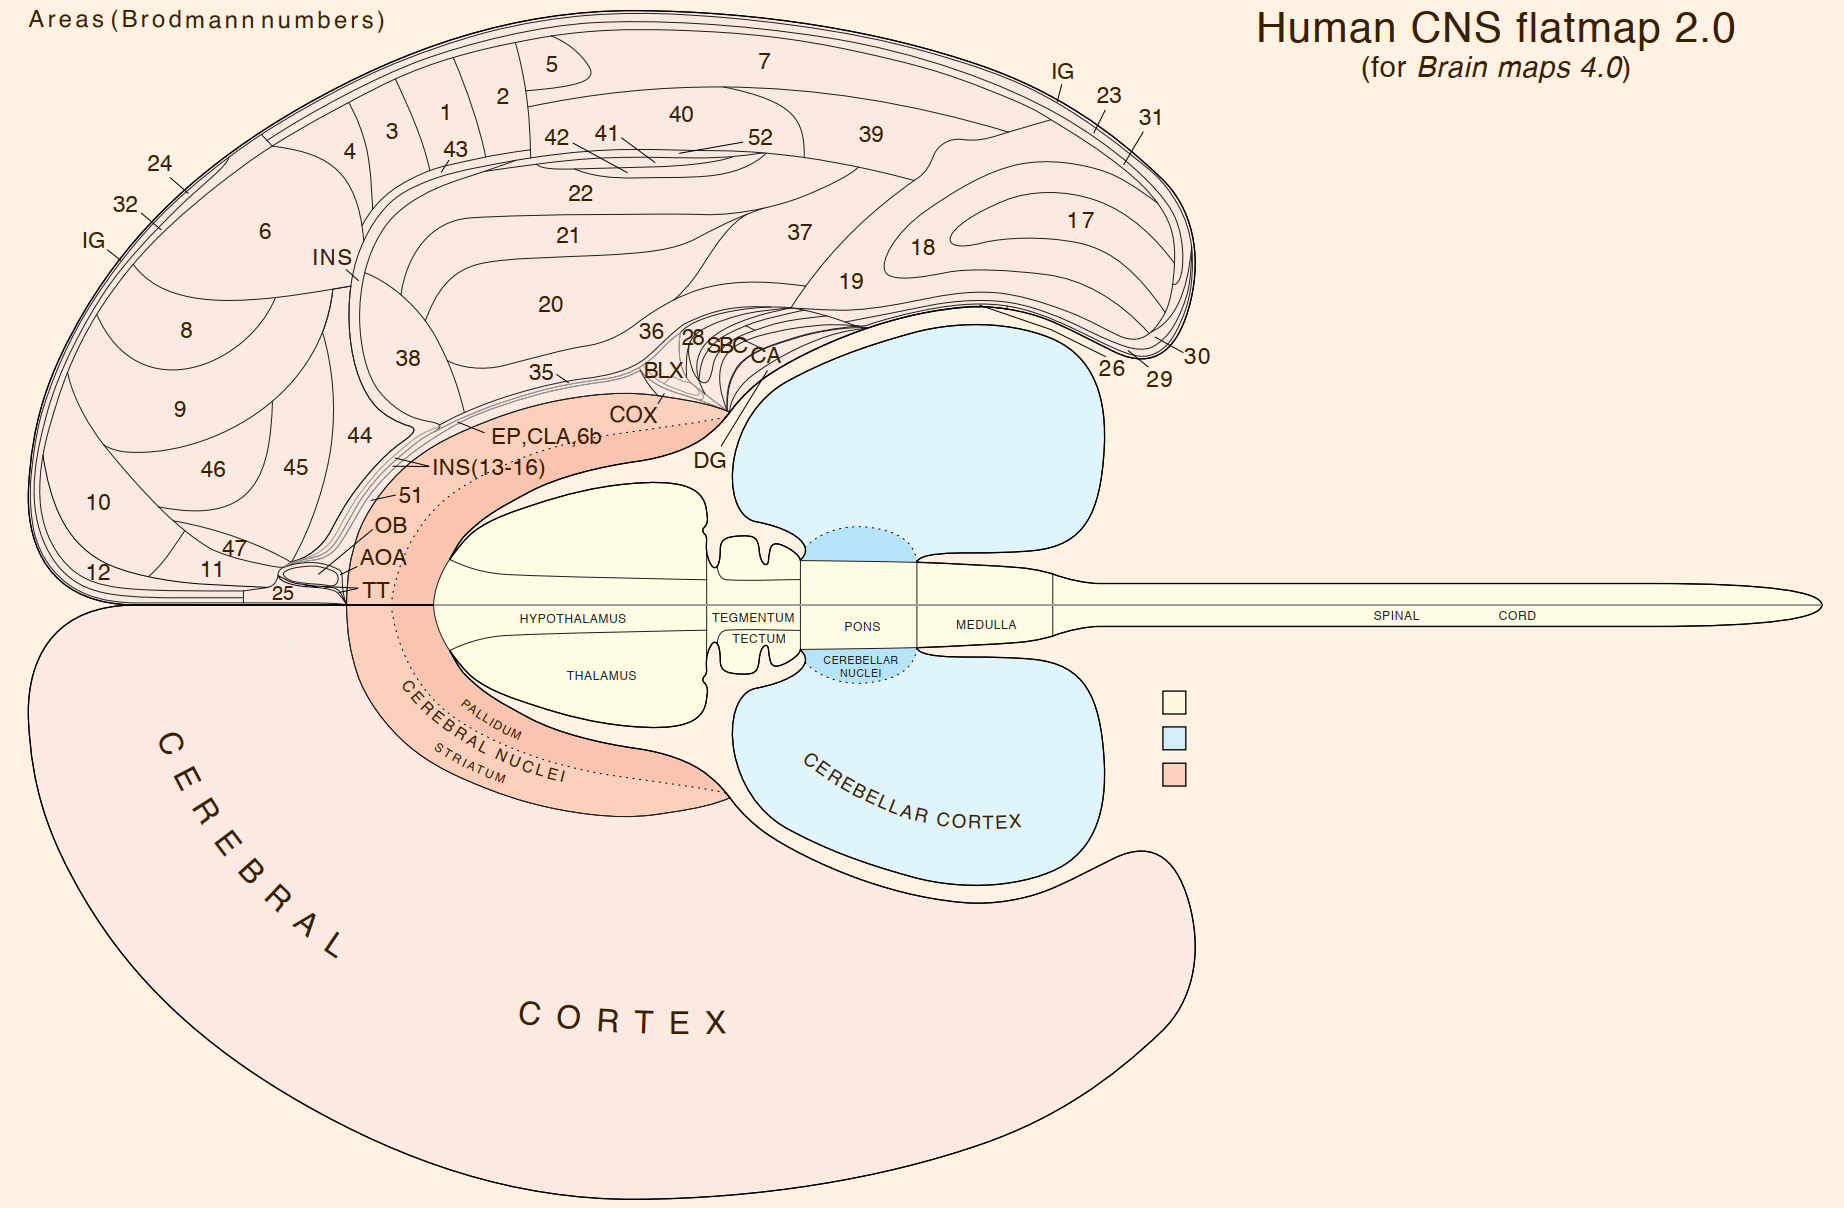 Areas (Brodmann numbers)
Human CNS flatmap 2.0
(for Brain maps 4.0)
5
7
IG
23
31
2
1
3
4
43
40
42
41
52
39
24
32
IG
6
INS
22
21
20
37
17
18
19
8
38
36
28
SBC
CA
BLX
35
COX
26
29
30
9
44
EP,CLA,6b
DG
46
45
INS(13-16)
10
51
OB
47
AOA
12
11
25
TT
HYPOTHALAMUS
TEGMENTUM
TECTUM
PONS
MEDULLA
SPINAL CORD
THALAMUS
CEREBELLAR
NUCLEI
PALLIDUM
CEREBRAL NUCLEI
STRIATUM
CEREBELLAR CORTEX
CEREBRAL
CORTEX